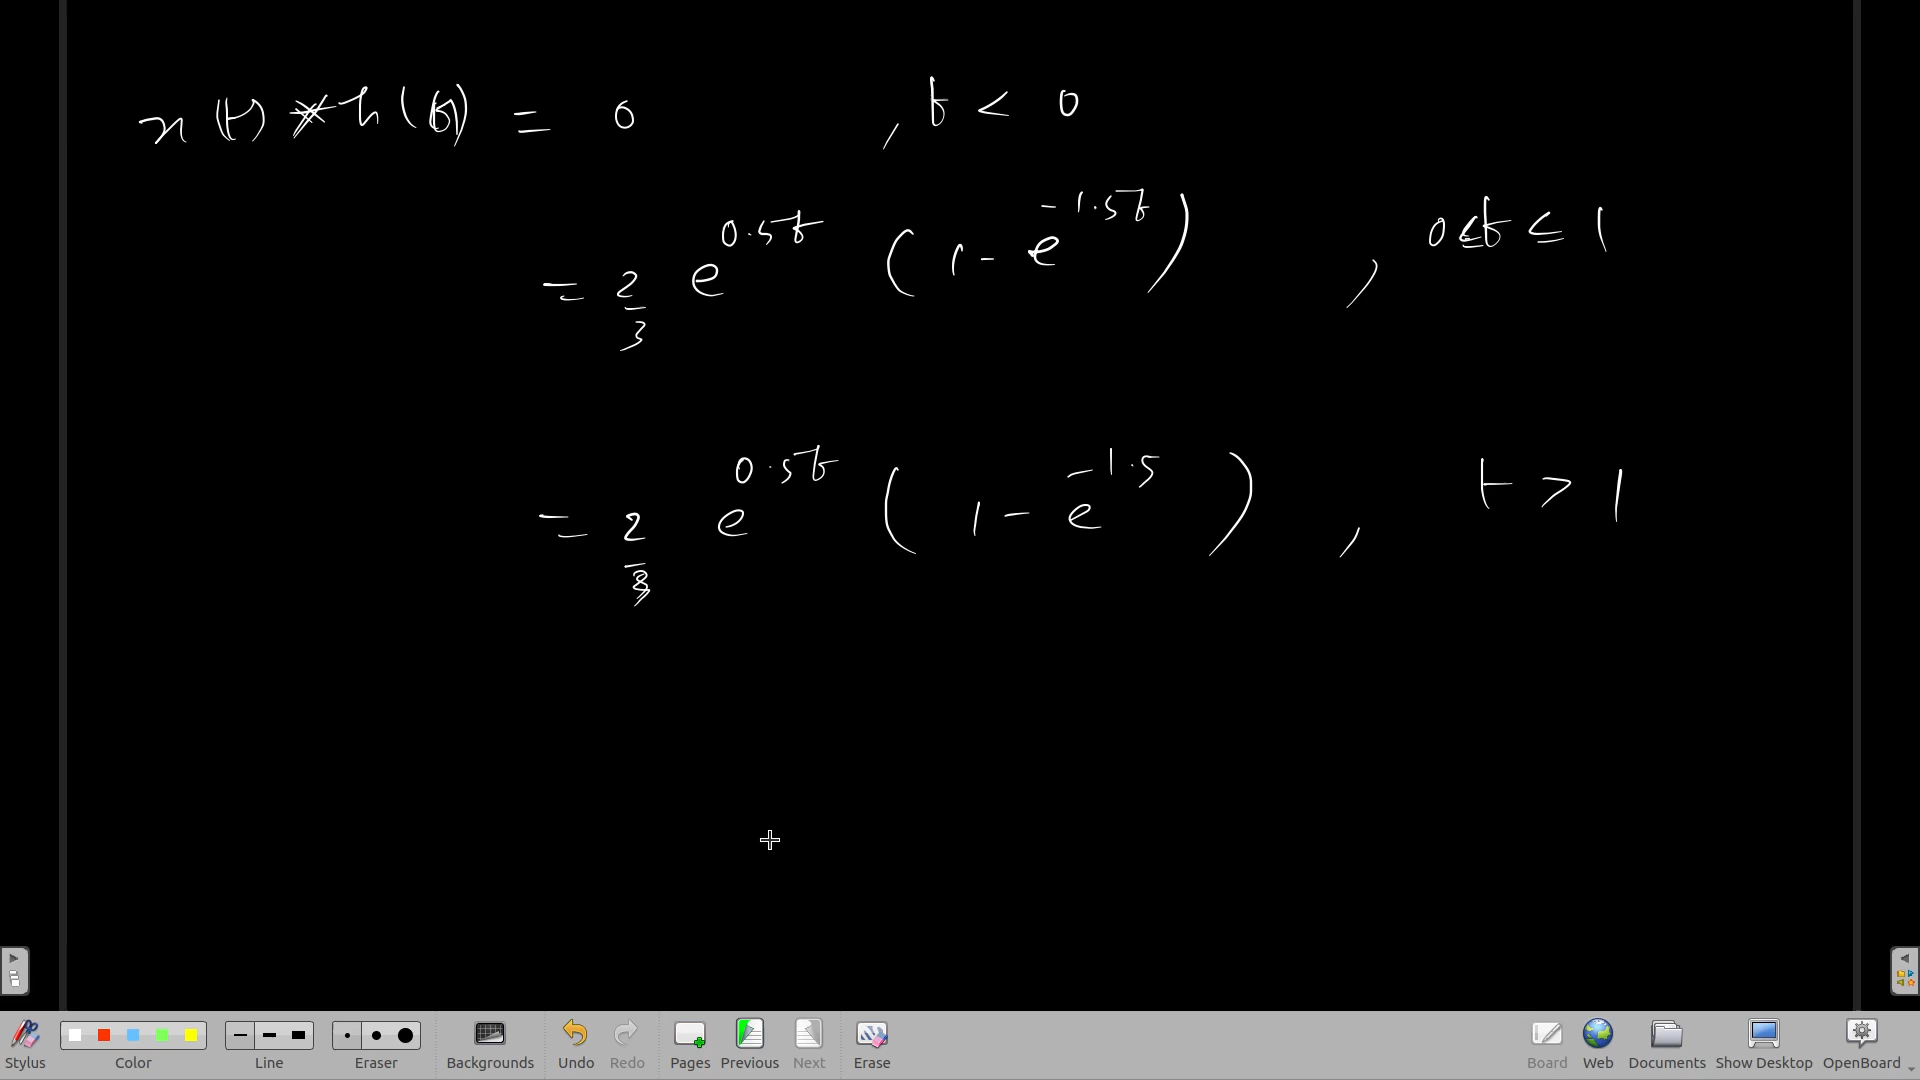 x(t) * h(t) = 0 , t < 0
= 2/3 e^{0.5t} (1 - e^{-1.5t}) , 0 ≤ t ≤ 1
= 2/3 e^{0.5t} (1 - e^{-1.5}) , t > 1
Stylus Color Line Eraser Backgrounds Undo Redo Pages Previous Next Erase Board Web Documents Show Desktop OpenBoard